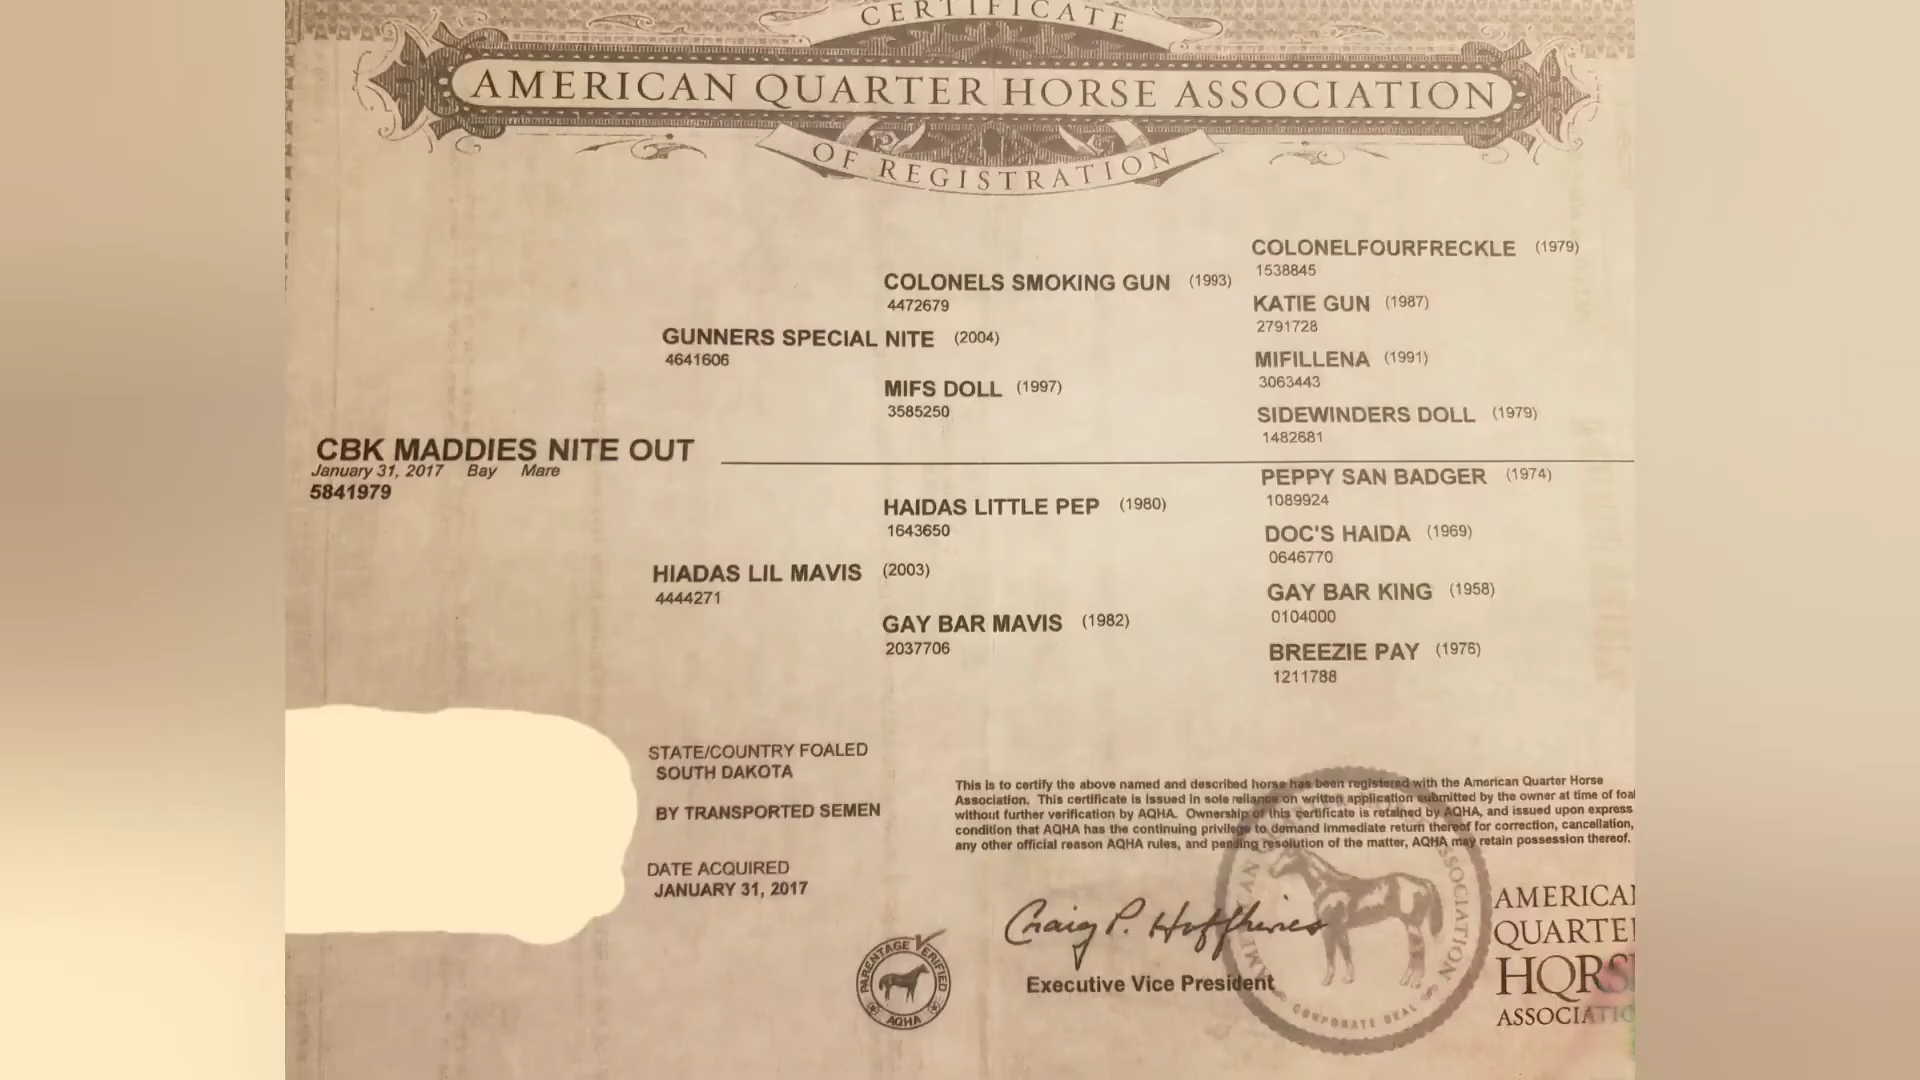 CERTIFICATE
AMERICAN QUARTER HORSE ASSOCIATION
OF REGISTRATION
COLONELFOURFRECKLE (1979)
1538845
COLONELS SMOKING GUN (1993)
4472679
KATIE GUN (1987)
2791728
GUNNERS SPECIAL NITE (2004)
4641606
MIFILLENA (1991)
3063443
MIFS DOLL (1997)
3585250
SIDEWINDERS DOLL (1979)
1482681
CBK MADDIES NITE OUT
January 31, 2017 Bay Mare
5841979
PEPPY SAN BADGER (1974)
1089924
HAIDAS LITTLE PEP (1980)
1643650
DOC'S HAIDA (1969)
0646770
HIADAS LIL MAVIS (2003)
4444271
GAY BAR KING (1958)
0104000
GAY BAR MAVIS (1982)
2037706
BREEZIE PAY (1976)
1211788
STATE/COUNTRY FOALED
SOUTH DAKOTA
BY TRANSPORTED SEMEN
DATE ACQUIRED
JANUARY 31, 2017
This is to certify the above named and described horse has been registered with the American Quarter Horse
Association. This certificate is issued in sole reliance on written application submitted by the owner at time of foal
without further verification by AQHA. Ownership of this certificate is retained by AQHA, and issued upon express
condition that AQHA has the continuing privilege to demand immediate return thereof for correction, cancellation,
any other official reason AQHA rules, and pending resolution of the matter, AQHA may retain possession thereof.
Craig P. Huffhines
Executive Vice President
PARENTAGE VERIFIED
AQHA
AMERICAN QUARTER HORSE ASSOCIATION
CORPORATE SEAL
AMERICA
QUARTE
HORS
ASSOCIATIO